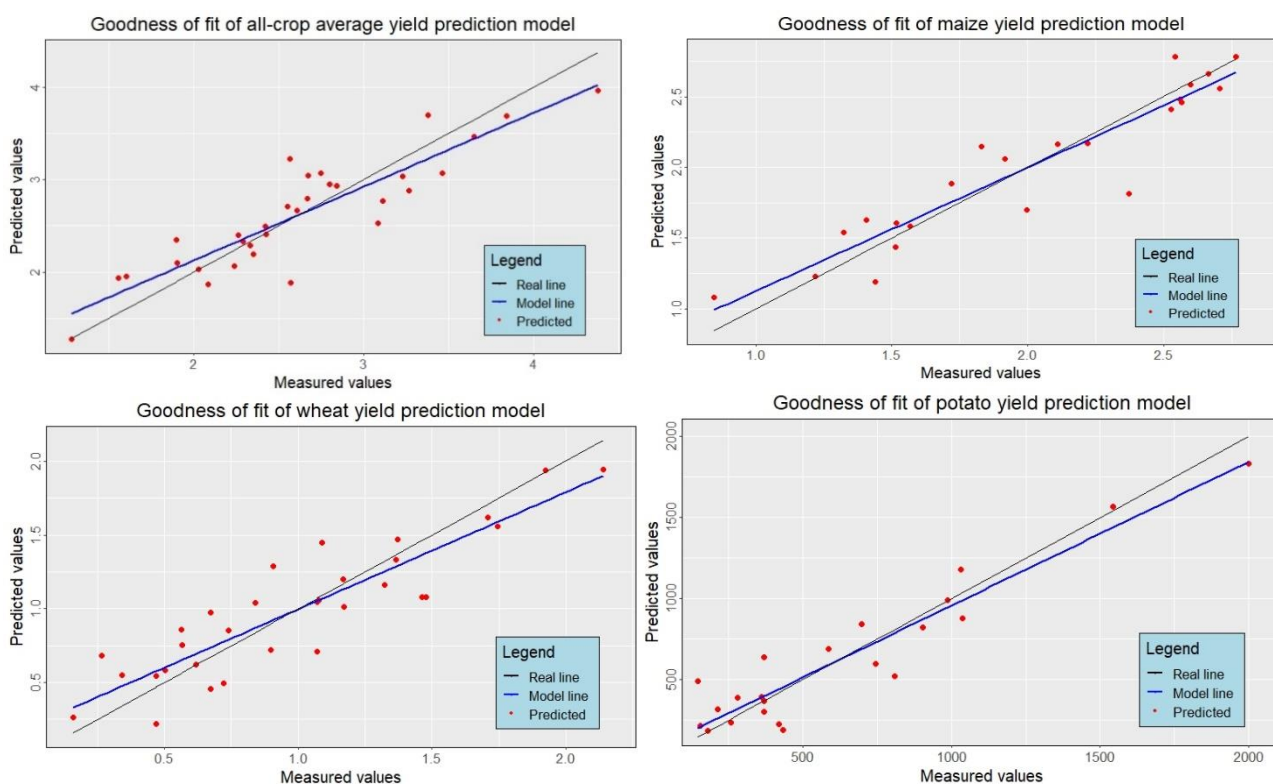 Goodness of fit of all-crop average yield prediction model
Predicted values
4
3
2
Legend
Real line
Model line
Predicted
2
3
4
Measured values
Goodness of fit of maize yield prediction model
Predicted values
2.5
2.0
1.5
1.0
Legend
Real line
Model line
Predicted
1.0
1.5
2.0
2.5
Measured values
Goodness of fit of wheat yield prediction model
Predicted values
2.0
1.5
1.0
0.5
Legend
Real line
Model line
Predicted
0.5
1.0
1.5
2.0
Measured values
Goodness of fit of potato yield prediction model
Predicted values
2000
1500
1000
500
Legend
Real line
Model line
Predicted
500
1000
1500
2000
Measured values